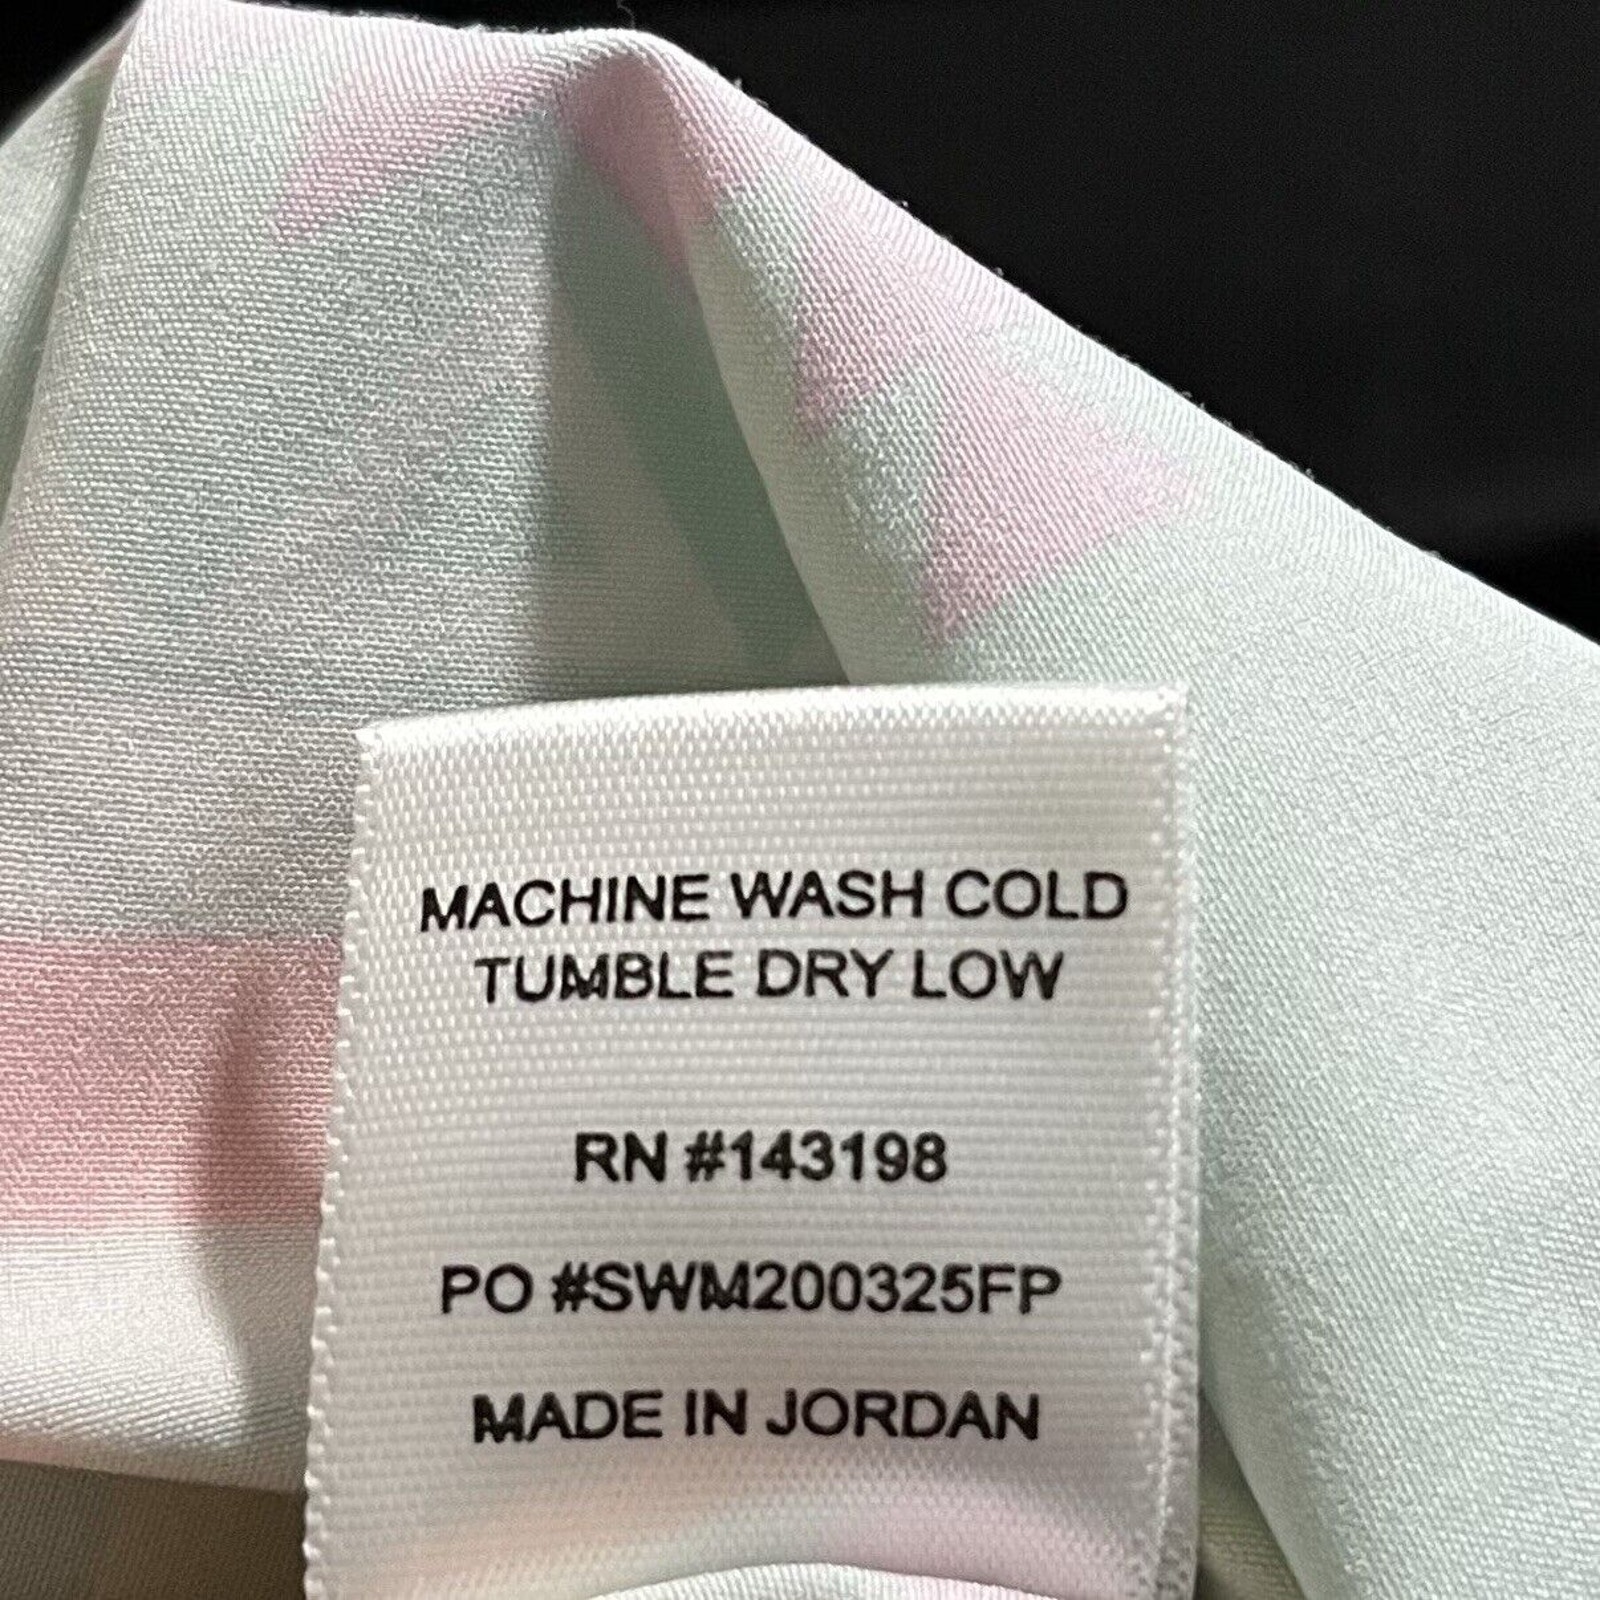 MACHINE WASH COLD
TUMBLE DRY LOW
RN #143198
PO #SWM200325FP
MADE IN JORDAN